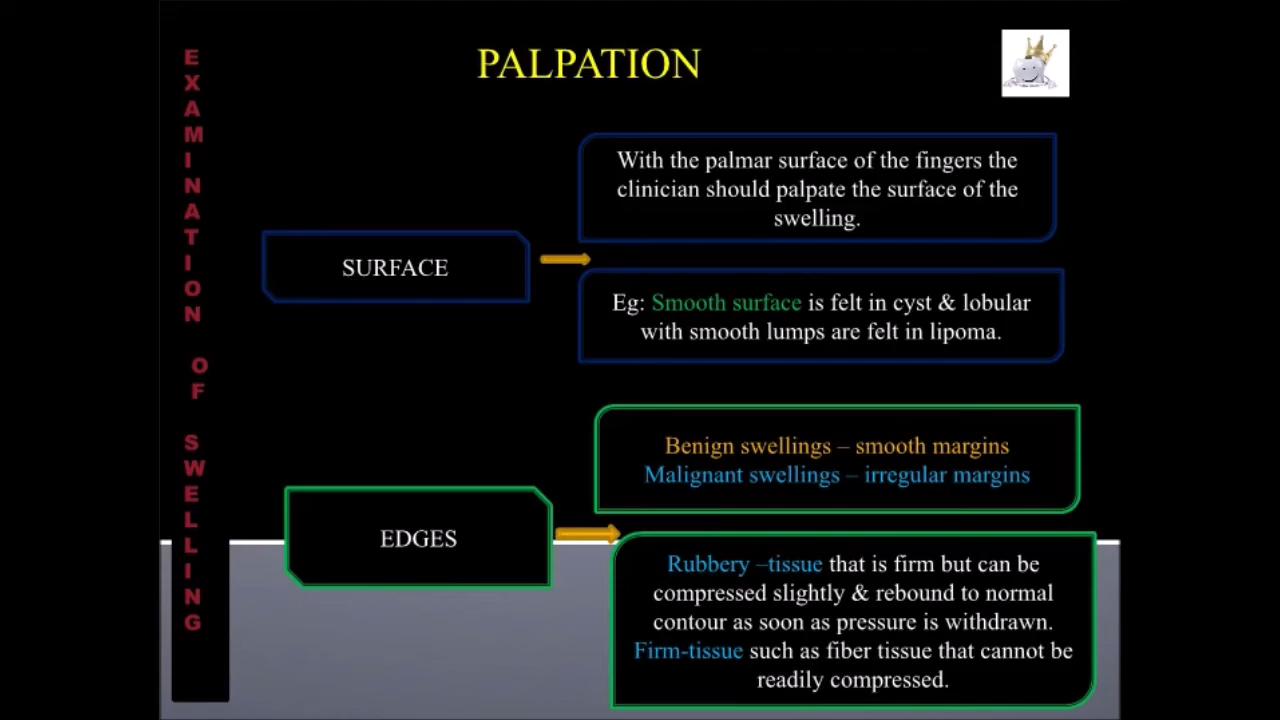 EXAMINATION OF SWELLING
PALPATION
With the palmar surface of the fingers the
clinician should palpate the surface of the
swelling.
SURFACE
Eg: Smooth surface is felt in cyst & lobular
with smooth lumps are felt in lipoma.
Benign swellings – smooth margins
Malignant swellings – irregular margins
EDGES
Rubbery –tissue that is firm but can be
compressed slightly & rebound to normal
contour as soon as pressure is withdrawn.
Firm-tissue such as fiber tissue that cannot be
readily compressed.